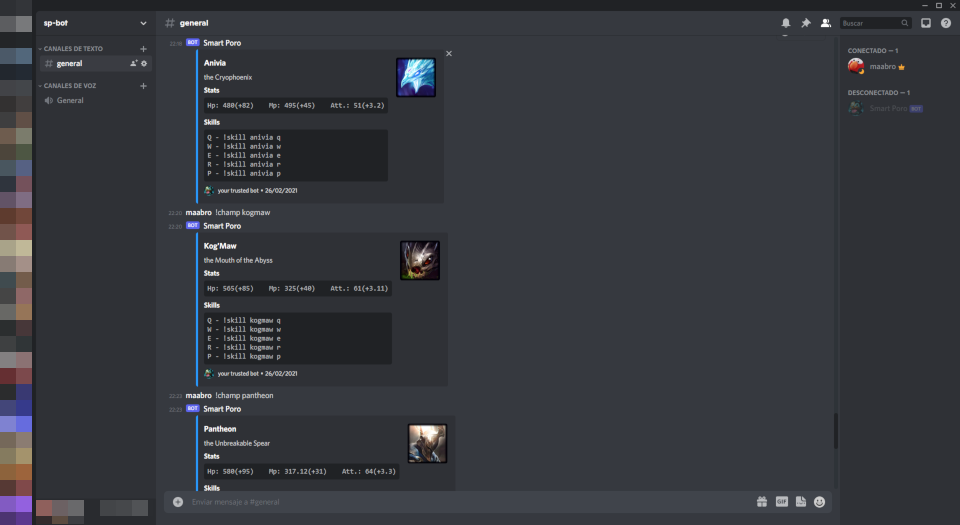 sp-bot
CANALES DE TEXTO
general
CANALES DE VOZ
General
general
Buscar
22:18 BOT Smart Poro
Anivia
the Cryophoenix
Stats
Hp: 480(+82) Mp: 495(+45) Att.: 51(+3.2)
Skills
Q - !skill anivia q
W - !skill anivia w
E - !skill anivia e
R - !skill anivia r
P - !skill anivia p
your trusted bot • 26/02/2021
22:20 maabro !champ kogmaw
22:20 BOT Smart Poro
Kog'Maw
the Mouth of the Abyss
Stats
Hp: 565(+85) Mp: 325(+40) Att.: 61(+3.11)
Skills
Q - !skill kogmaw q
W - !skill kogmaw w
E - !skill kogmaw e
R - !skill kogmaw r
P - !skill kogmaw p
your trusted bot • 26/02/2021
22:23 maabro !champ pantheon
22:23 BOT Smart Poro
Pantheon
the Unbreakable Spear
Stats
Hp: 580(+95) Mp: 317.12(+31) Att.: 64(+3.3)
Skills
Enviar mensaje a #general
GIF
CONECTADO — 1
maabro
DESCONECTADO — 1
Smart Poro BOT